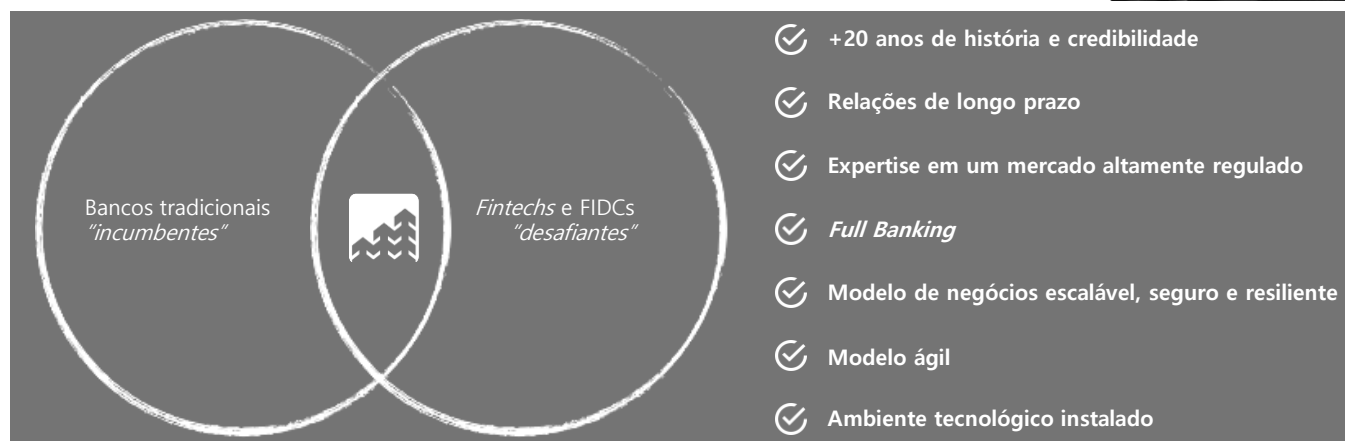 Bancos tradicionais
"incumbentes"
Fintechs e FIDCs
"desafiantes"
+20 anos de história e credibilidade
Relações de longo prazo
Expertise em um mercado altamente regulado
Full Banking
Modelo de negócios escalável, seguro e resiliente
Modelo ágil
Ambiente tecnológico instalado